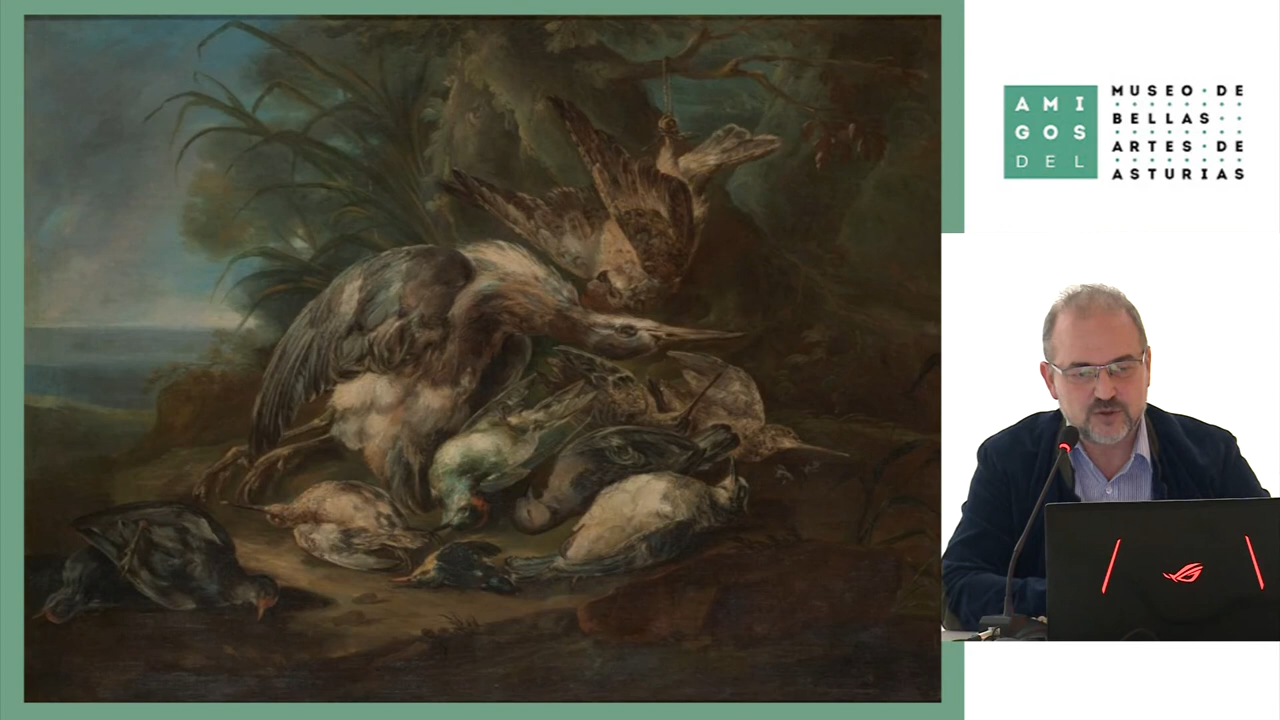 AMI
GOS
DEL
MUSEO·DE
BELLAS
ARTES·DE
ASTURIAS